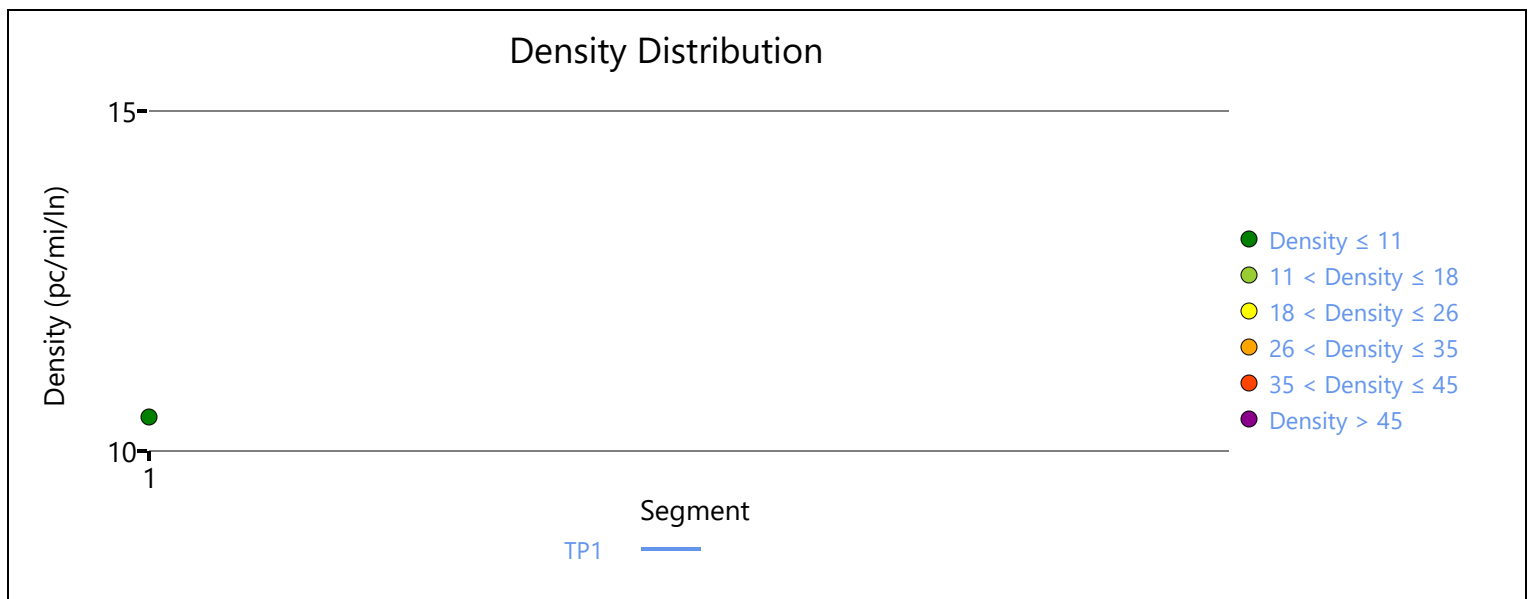 Density Distribution
15
Density (pc/mi/ln)
Density ≤ 11
11 < Density ≤ 18
18 < Density ≤ 26
26 < Density ≤ 35
35 < Density ≤ 45
Density > 45
10
1
Segment
TP1